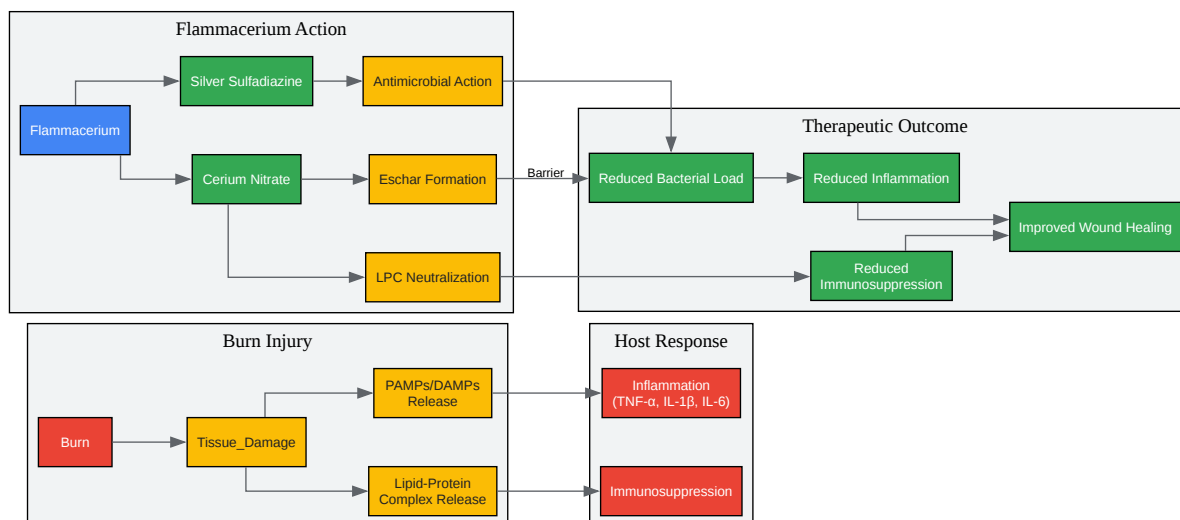 Flammacerium Action
Silver Sulfadiazine
Antimicrobial Action
Flammacerium
Cerium Nitrate
Eschar Formation
Barrier
LPC Neutralization
Therapeutic Outcome
Reduced Bacterial Load
Reduced Inflammation
Improved Wound Healing
Reduced
Immunosuppression
Burn Injury
PAMPs/DAMPs
Release
Burn
Tissue_Damage
Lipid-Protein
Complex Release
Host Response
Inflammation
(TNF-α, IL-1β, IL-6)
Immunosuppression